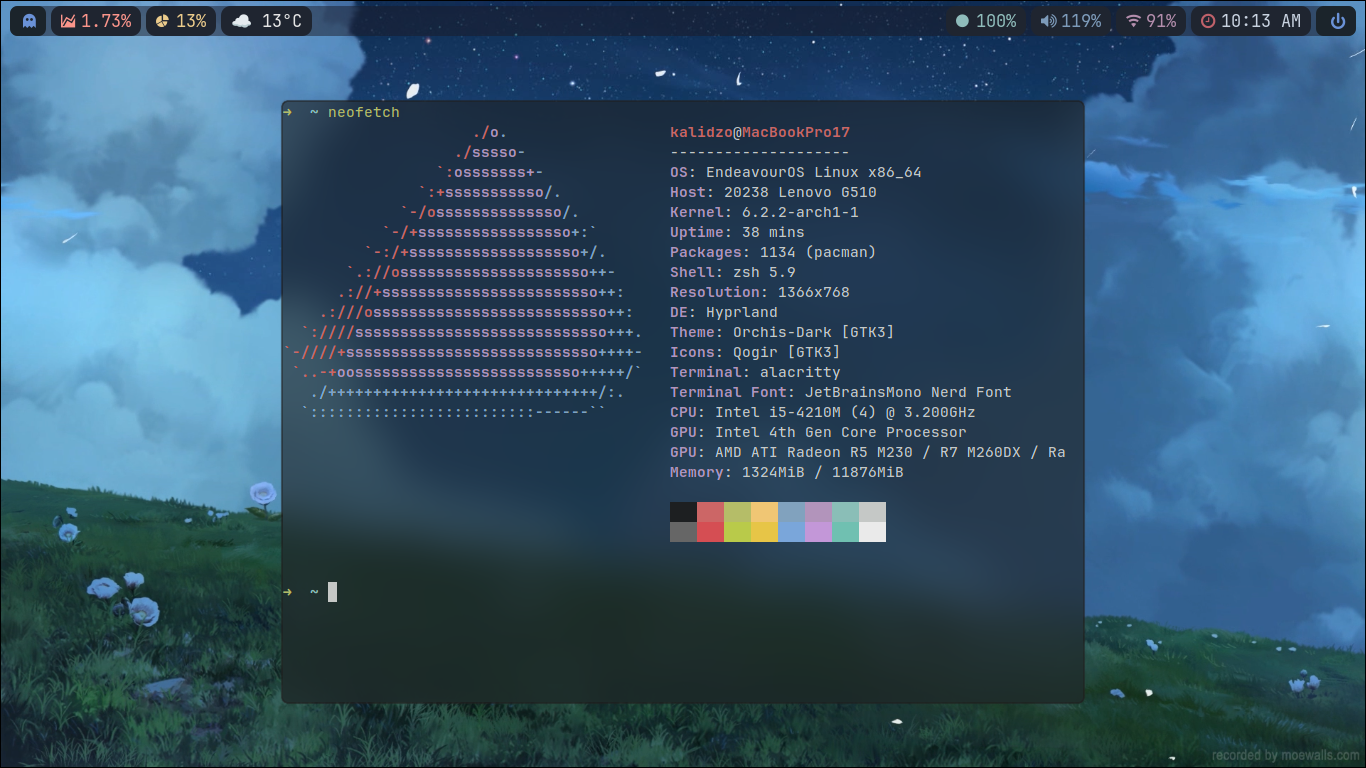 1.73% 13% 13°C 100% 119% 91% 10:13 AM
➜ ~ neofetch
./o.
./sssso-
`:osssssss+-
`:+sssssssssso/.
`-/ossssssssssssso/.
`-/+sssssssssssssssso+:`
`-:/+sssssssssssssssssso+/.
`.://osssssssssssssssssssso++-
.://+ssssssssssssssssssssssso++:
.:///ossssssssssssssssssssssssso++:
`:////ssssssssssssssssssssssssssso+++.
`-////+ssssssssssssssssssssssssssso++++-
`..-+oosssssssssssssssssssssssso+++++/`
./++++++++++++++++++++++++++++++/:.
`:::::::::::::::::::::::::------``
kalidzo@MacBookPro17
--------------------
OS: EndeavourOS Linux x86_64
Host: 20238 Lenovo G510
Kernel: 6.2.2-arch1-1
Uptime: 38 mins
Packages: 1134 (pacman)
Shell: zsh 5.9
Resolution: 1366x768
DE: Hyprland
Theme: Orchis-Dark [GTK3]
Icons: Qogir [GTK3]
Terminal: alacritty
Terminal Font: JetBrainsMono Nerd Font
CPU: Intel i5-4210M (4) @ 3.200GHz
GPU: Intel 4th Gen Core Processor
GPU: AMD ATI Radeon R5 M230 / R7 M260DX / Ra
Memory: 1324MiB / 11876MiB
➜ ~
recorded by moewalls.com